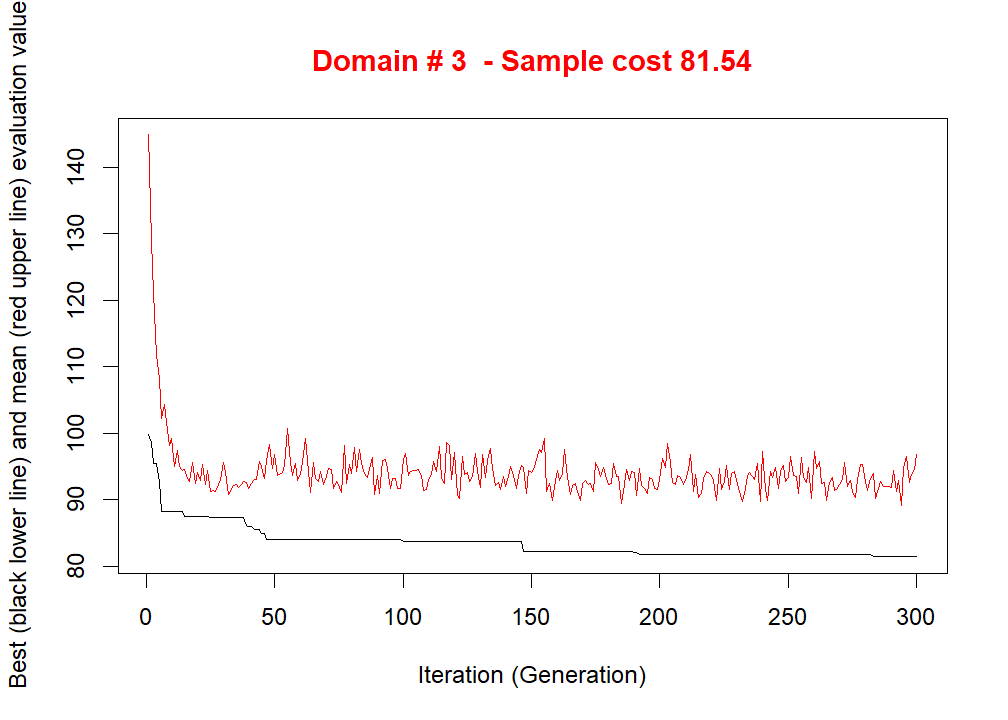 Domain # 3  - Sample cost 81.54
Best (black lower line) and mean (red upper line) evaluation value
140
130
120
110
100
90
80
0 50 100 150 200 250 300
Iteration (Generation)